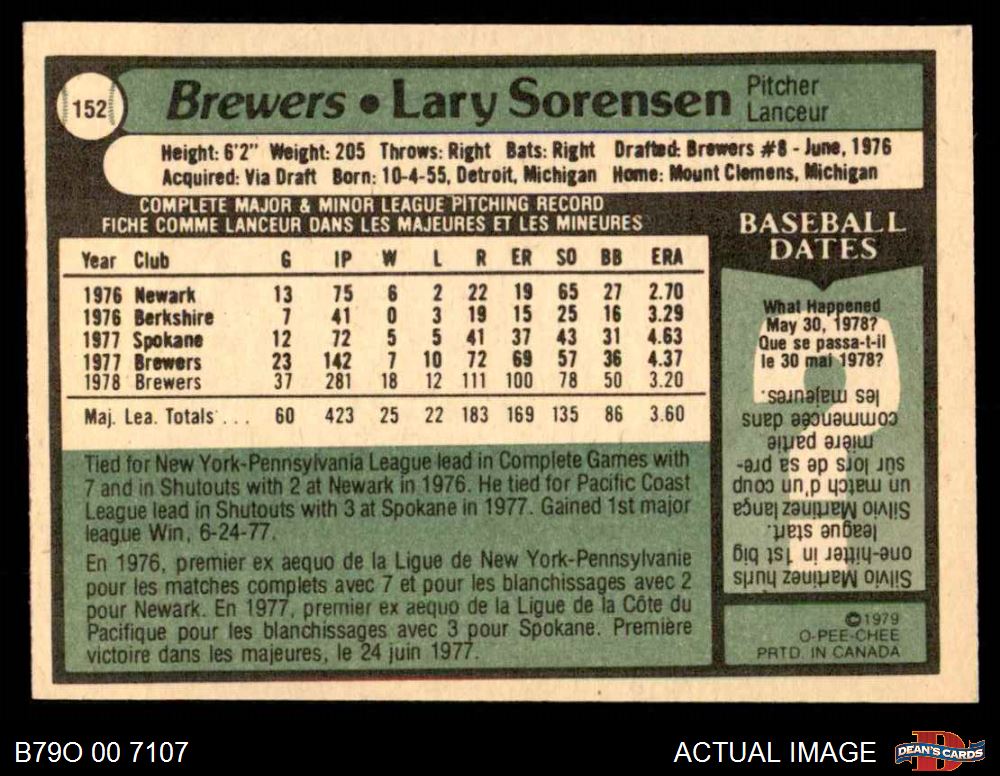 152
Brewers • Lary Sorensen
Pitcher
Lanceur
Height: 6'2" Weight: 205 Throws: Right Bats: Right Drafted: Brewers #8 - June, 1976
Acquired: Via Draft Born: 10-4-55, Detroit, Michigan Home: Mount Clemens, Michigan
COMPLETE MAJOR & MINOR LEAGUE PITCHING RECORD
FICHE COMME LANCEUR DANS LES MAJEURES ET LES MINEURES
Year Club G IP W L R ER SO BB ERA
1976 Newark 13 75 6 2 22 19 65 27 2.70
1976 Berkshire 7 41 0 3 19 15 25 16 3.29
1977 Spokane 12 72 5 5 41 37 43 31 4.63
1977 Brewers 23 142 7 10 72 69 57 36 4.37
1978 Brewers 37 281 18 12 111 100 78 50 3.20
Maj. Lea. Totals . . . 60 423 25 22 183 169 135 86 3.60
Tied for New York-Pennsylvania League lead in Complete Games with
7 and in Shutouts with 2 at Newark in 1976. He tied for Pacific Coast
League lead in Shutouts with 3 at Spokane in 1977. Gained 1st major
league Win, 6-24-77.
En 1976, premier ex aequo de la Ligue de New York-Pennsylvanie
pour les matches complets avec 7 et pour les blanchissages avec 2
pour Newark. En 1977, premier ex aequo de la Ligue de la Côte du
Pacifique pour les blanchissages avec 3 pour Spokane. Première
victoire dans les majeures, le 24 juin 1977.
BASEBALL
DATES
What Happened
May 30, 1978?
Que se passa-t-il
le 30 mai 1978?
Silvio Martinez hurls
one-hitter in 1st big
league start.
Silvio Martinez lança
un match d'un coup
sûr lors de sa pre-
mière partie
commencée dans
les majeures.
©1979
O-PEE-CHEE
PRTD. IN CANADA
B79O 00 7107
ACTUAL IMAGE
DEAN'S CARDS